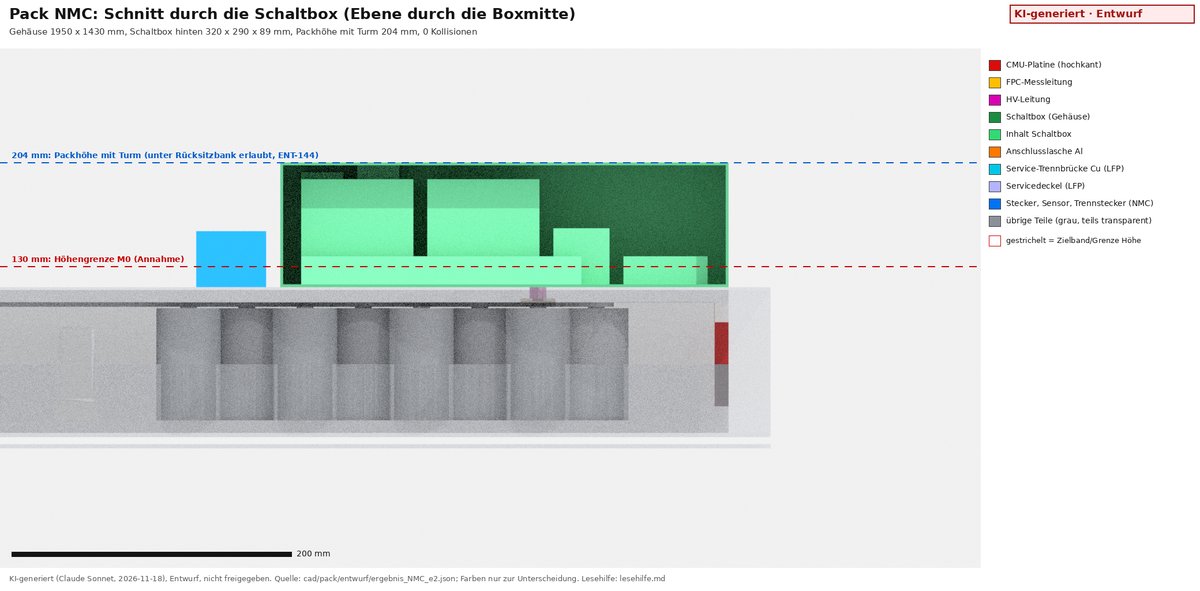 Pack NMC: Schnitt durch die Schaltbox (Ebene durch die Boxmitte)
KI-generiert · Entwurf
Gehäuse 1950 x 1430 mm, Schaltbox hinten 320 x 290 x 89 mm, Packhöhe mit Turm 204 mm, 0 Kollisionen
CMU-Platine (hochkant)
FPC-Messleitung
HV-Leitung
Schaltbox (Gehäuse)
Inhalt Schaltbox
Anschlusslasche Al
Service-Trennbrücke Cu (LFP)
Servicedeckel (LFP)
Stecker, Sensor, Trennstecker (NMC)
übrige Teile (grau, teils transparent)
gestrichelt = Zielband/Grenze Höhe
204 mm: Packhöhe mit Turm (unter Rücksitzbank erlaubt, ENT-144)
130 mm: Höhengrenze M0 (Annahme)
200 mm
KI-generiert (Claude Sonnet, 2026-11-18), Entwurf, nicht freigegeben. Quelle: cad/pack/entwurf/ergebnis_NMC_e2.json; Farben nur zur Unterscheidung. Lesehilfe: lesehilfe.md